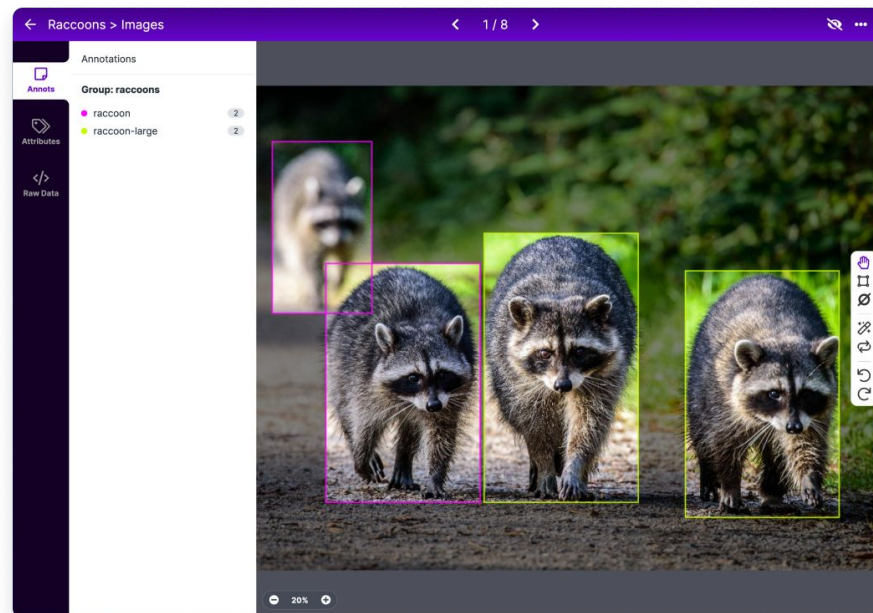 Raccoons > Images
1 / 8
Annots
Attributes
</> Raw Data
Annotations
Group: raccoons
raccoon 2
raccoon-large 2
20%